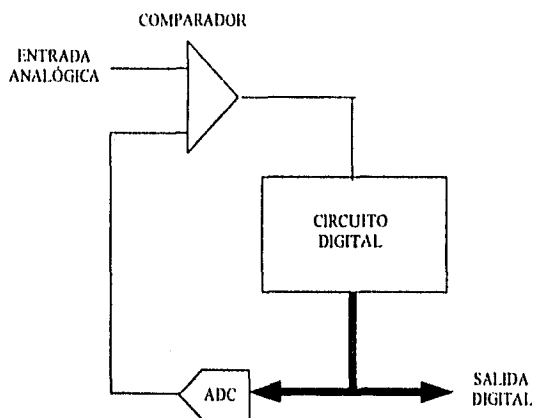 COMPARADOR
ENTRADA
ANALÓGICA
CIRCUITO
DIGITAL
ADC
SALIDA
DIGITAL